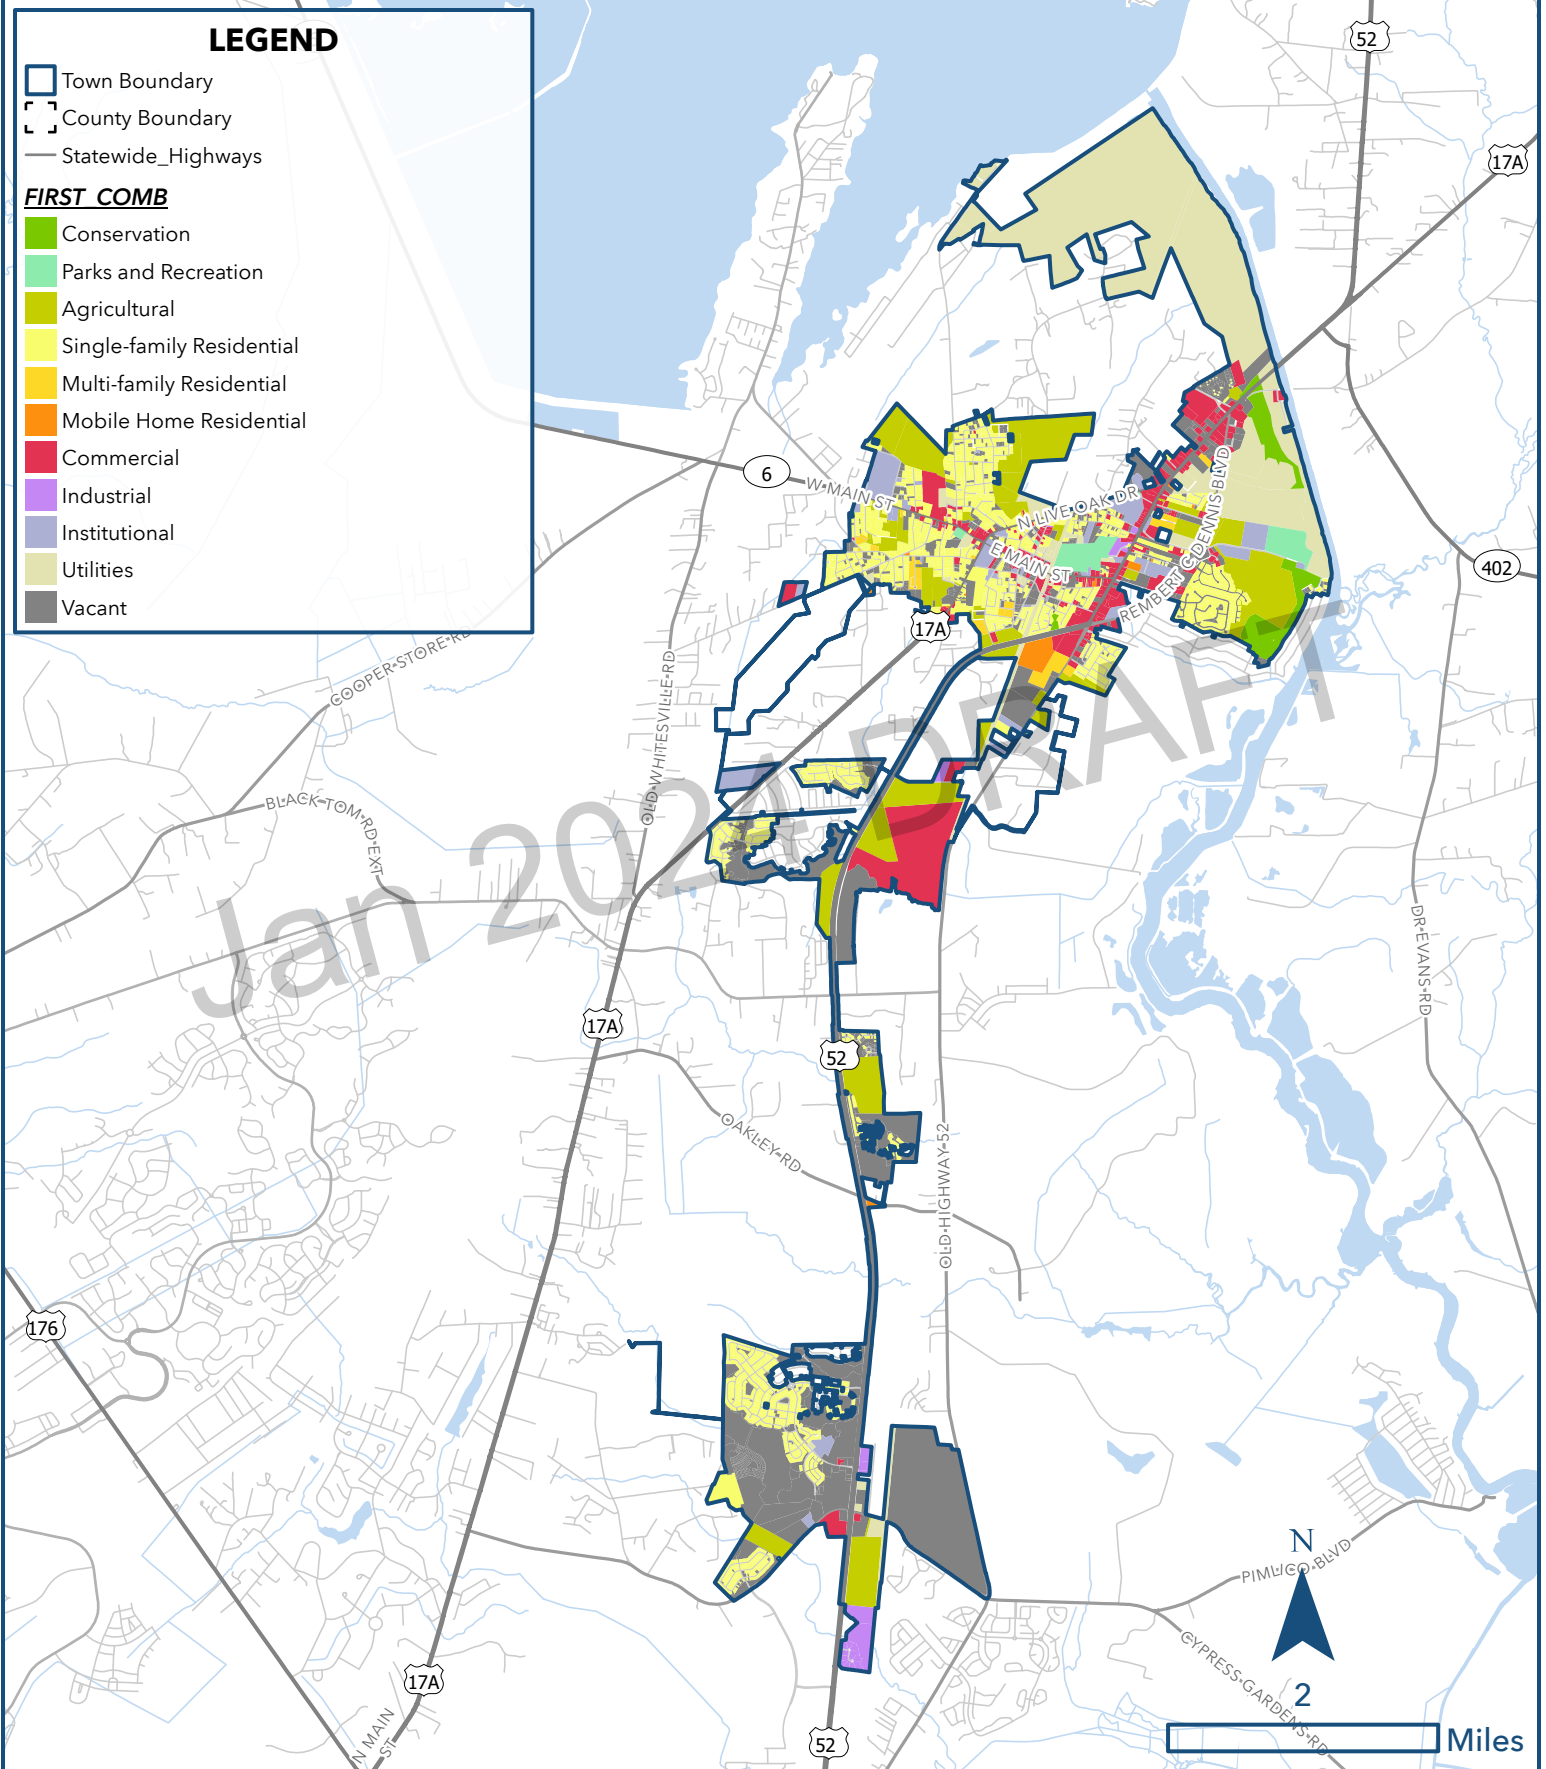 LEGEND
Town Boundary
County Boundary
Statewide_Highways
FIRST_COMB
Conservation
Parks and Recreation
Agricultural
Single-family Residential
Multi-family Residential
Mobile Home Residential
Commercial
Industrial
Institutional
Utilities
Vacant
52
17A
6
W MAIN ST
N LIVE OAK DR
E MAIN ST
REMBERT C DENNIS BLVD
402
17A
COOPER STORE RD
OLD WHITESVILLE RD
BLACK TOM RD EXT
Jan 2024 DRAFT
DR EVANS RD
17A
52
OAKLEY RD
OLD HIGHWAY 52
176
N
PIMLICO BLVD
CYPRESS GARDENS RD
17A
N MAIN ST
52
2
Miles